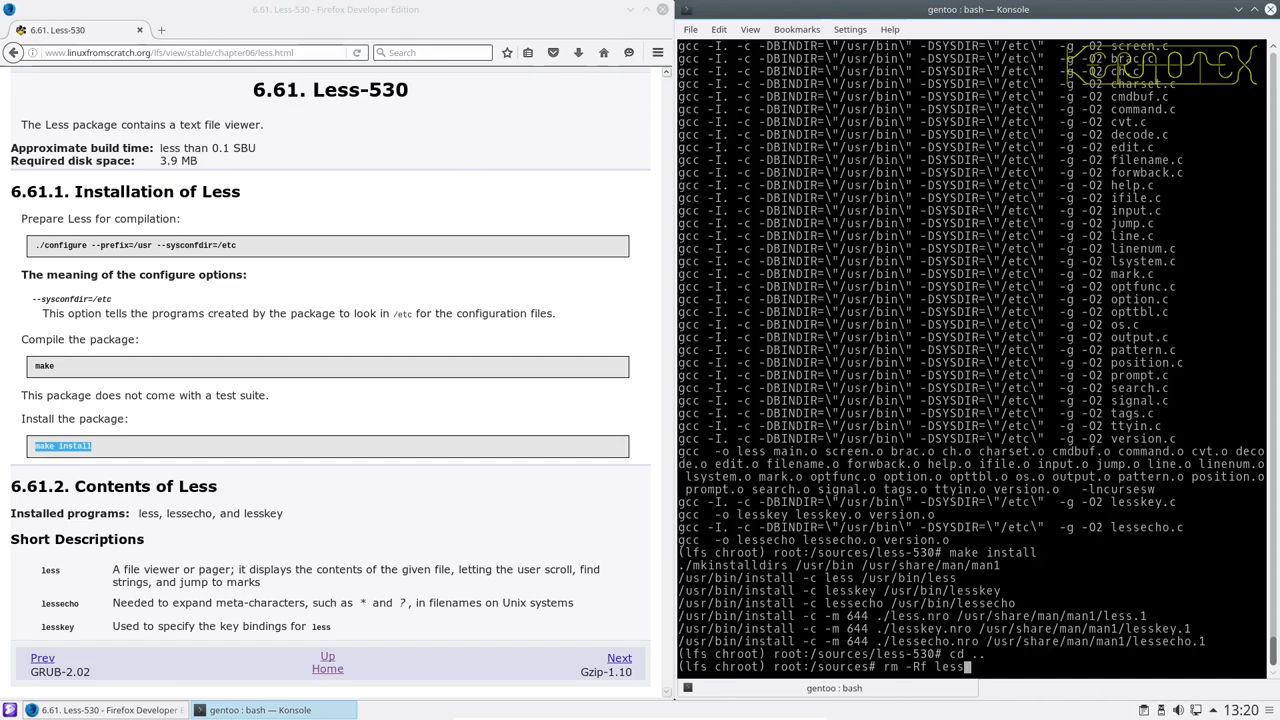 6.61. Less-530 - Firefox Developer Edition
6.61. Less-530
www.linuxfromscratch.org/lfs/view/stable/chapter06/less.html
Search
6.61. Less-530
The Less package contains a text file viewer.
Approximate build time: less than 0.1 SBU
Required disk space: 3.9 MB
6.61.1. Installation of Less
Prepare Less for compilation:
./configure --prefix=/usr --sysconfdir=/etc
The meaning of the configure options:
--sysconfdir=/etc
This option tells the programs created by the package to look in /etc for the configuration files.
Compile the package:
make
This package does not come with a test suite.
Install the package:
make install
6.61.2. Contents of Less
Installed programs: less, lessecho, and lesskey
Short Descriptions
less A file viewer or pager; it displays the contents of the given file, letting the user scroll, find
strings, and jump to marks
lessecho Needed to expand meta-characters, such as * and ?, in filenames on Unix systems
lesskey Used to specify the key bindings for less
Prev Up Next
GRUB-2.02 Home Gzip-1.10
gentoo : bash — Konsole
File Edit View Bookmarks Settings Help
KERNOTEX
gcc -I. -c -DBINDIR=\"/usr/bin\" -DSYSDIR=\"/etc\" -g -O2 screen.c
gcc -I. -c -DBINDIR=\"/usr/bin\" -DSYSDIR=\"/etc\" -g -O2 brac.c
gcc -I. -c -DBINDIR=\"/usr/bin\" -DSYSDIR=\"/etc\" -g -O2 ch.c
gcc -I. -c -DBINDIR=\"/usr/bin\" -DSYSDIR=\"/etc\" -g -O2 charset.c
gcc -I. -c -DBINDIR=\"/usr/bin\" -DSYSDIR=\"/etc\" -g -O2 cmdbuf.c
gcc -I. -c -DBINDIR=\"/usr/bin\" -DSYSDIR=\"/etc\" -g -O2 command.c
gcc -I. -c -DBINDIR=\"/usr/bin\" -DSYSDIR=\"/etc\" -g -O2 cvt.c
gcc -I. -c -DBINDIR=\"/usr/bin\" -DSYSDIR=\"/etc\" -g -O2 decode.c
gcc -I. -c -DBINDIR=\"/usr/bin\" -DSYSDIR=\"/etc\" -g -O2 edit.c
gcc -I. -c -DBINDIR=\"/usr/bin\" -DSYSDIR=\"/etc\" -g -O2 filename.c
gcc -I. -c -DBINDIR=\"/usr/bin\" -DSYSDIR=\"/etc\" -g -O2 forwback.c
gcc -I. -c -DBINDIR=\"/usr/bin\" -DSYSDIR=\"/etc\" -g -O2 help.c
gcc -I. -c -DBINDIR=\"/usr/bin\" -DSYSDIR=\"/etc\" -g -O2 ifile.c
gcc -I. -c -DBINDIR=\"/usr/bin\" -DSYSDIR=\"/etc\" -g -O2 input.c
gcc -I. -c -DBINDIR=\"/usr/bin\" -DSYSDIR=\"/etc\" -g -O2 jump.c
gcc -I. -c -DBINDIR=\"/usr/bin\" -DSYSDIR=\"/etc\" -g -O2 line.c
gcc -I. -c -DBINDIR=\"/usr/bin\" -DSYSDIR=\"/etc\" -g -O2 linenum.c
gcc -I. -c -DBINDIR=\"/usr/bin\" -DSYSDIR=\"/etc\" -g -O2 lsystem.c
gcc -I. -c -DBINDIR=\"/usr/bin\" -DSYSDIR=\"/etc\" -g -O2 mark.c
gcc -I. -c -DBINDIR=\"/usr/bin\" -DSYSDIR=\"/etc\" -g -O2 optfunc.c
gcc -I. -c -DBINDIR=\"/usr/bin\" -DSYSDIR=\"/etc\" -g -O2 option.c
gcc -I. -c -DBINDIR=\"/usr/bin\" -DSYSDIR=\"/etc\" -g -O2 opttbl.c
gcc -I. -c -DBINDIR=\"/usr/bin\" -DSYSDIR=\"/etc\" -g -O2 os.c
gcc -I. -c -DBINDIR=\"/usr/bin\" -DSYSDIR=\"/etc\" -g -O2 output.c
gcc -I. -c -DBINDIR=\"/usr/bin\" -DSYSDIR=\"/etc\" -g -O2 pattern.c
gcc -I. -c -DBINDIR=\"/usr/bin\" -DSYSDIR=\"/etc\" -g -O2 position.c
gcc -I. -c -DBINDIR=\"/usr/bin\" -DSYSDIR=\"/etc\" -g -O2 prompt.c
gcc -I. -c -DBINDIR=\"/usr/bin\" -DSYSDIR=\"/etc\" -g -O2 search.c
gcc -I. -c -DBINDIR=\"/usr/bin\" -DSYSDIR=\"/etc\" -g -O2 signal.c
gcc -I. -c -DBINDIR=\"/usr/bin\" -DSYSDIR=\"/etc\" -g -O2 tags.c
gcc -I. -c -DBINDIR=\"/usr/bin\" -DSYSDIR=\"/etc\" -g -O2 ttyin.c
gcc -I. -c -DBINDIR=\"/usr/bin\" -DSYSDIR=\"/etc\" -g -O2 version.c
gcc -o less main.o screen.o brac.o ch.o charset.o cmdbuf.o command.o cvt.o deco
de.o edit.o filename.o forwback.o help.o ifile.o input.o jump.o line.o linenum.o
lsystem.o mark.o optfunc.o option.o opttbl.o os.o output.o pattern.o position.o
prompt.o search.o signal.o tags.o ttyin.o version.o -lncursesw
gcc -I. -c -DBINDIR=\"/usr/bin\" -DSYSDIR=\"/etc\" -g -O2 lesskey.c
gcc -o lesskey lesskey.o version.o
gcc -I. -c -DBINDIR=\"/usr/bin\" -DSYSDIR=\"/etc\" -g -O2 lessecho.c
gcc -o lessecho lessecho.o version.o
(lfs chroot) root:/sources/less-530# make install
./mkinstalldirs /usr/bin /usr/share/man/man1
/usr/bin/install -c less /usr/bin/less
/usr/bin/install -c lesskey /usr/bin/lesskey
/usr/bin/install -c lessecho /usr/bin/lessecho
/usr/bin/install -c -m 644 ./less.nro /usr/share/man/man1/less.1
/usr/bin/install -c -m 644 ./lesskey.nro /usr/share/man/man1/lesskey.1
/usr/bin/install -c -m 644 ./lessecho.nro /usr/share/man/man1/lessecho.1
(lfs chroot) root:/sources/less-530# cd ..
(lfs chroot) root:/sources# rm -Rf less
gentoo : bash
6.61. Less-530 - Firefox Developer E
gentoo : bash — Konsole
13:20